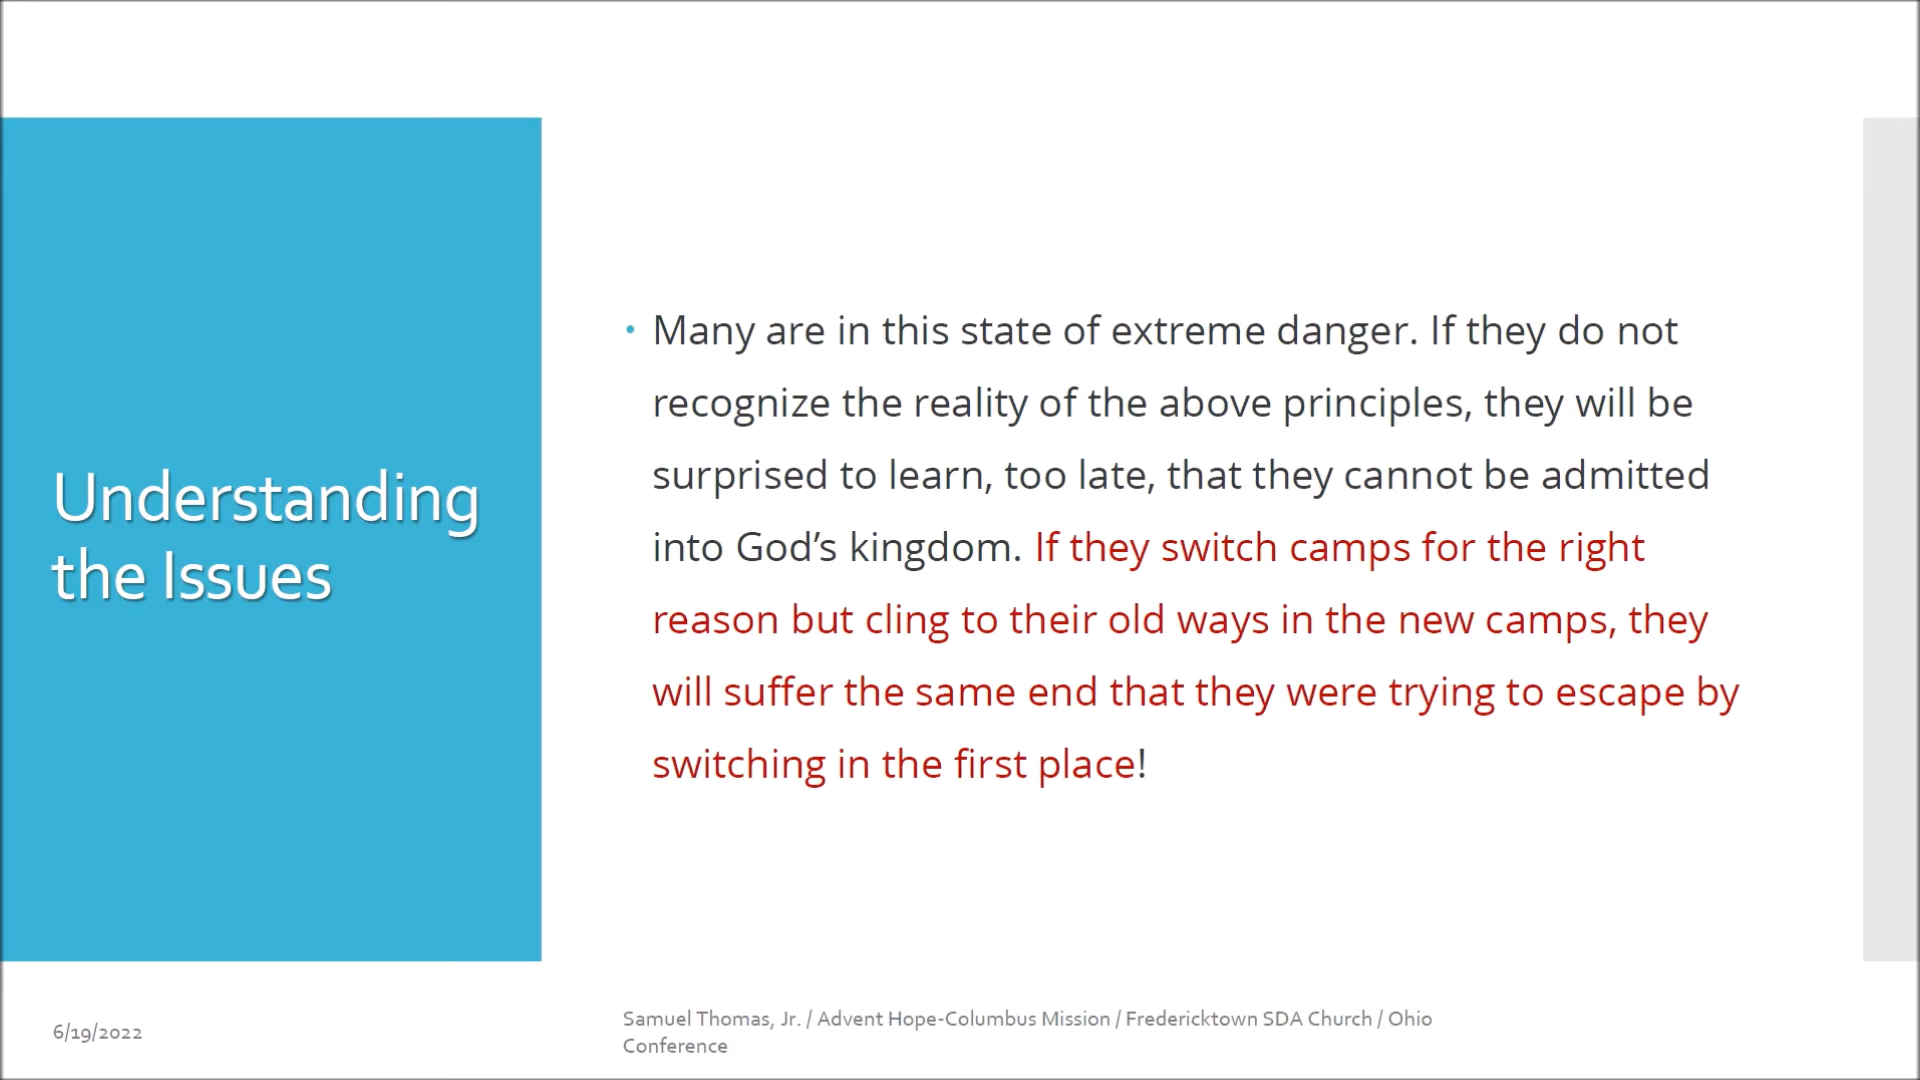 Understanding
the Issues
• Many are in this state of extreme danger. If they do not
recognize the reality of the above principles, they will be
surprised to learn, too late, that they cannot be admitted
into God’s kingdom. If they switch camps for the right
reason but cling to their old ways in the new camps, they
will suffer the same end that they were trying to escape by
switching in the first place!
6/19/2022
Samuel Thomas, Jr. / Advent Hope-Columbus Mission / Fredericktown SDA Church / Ohio
Conference